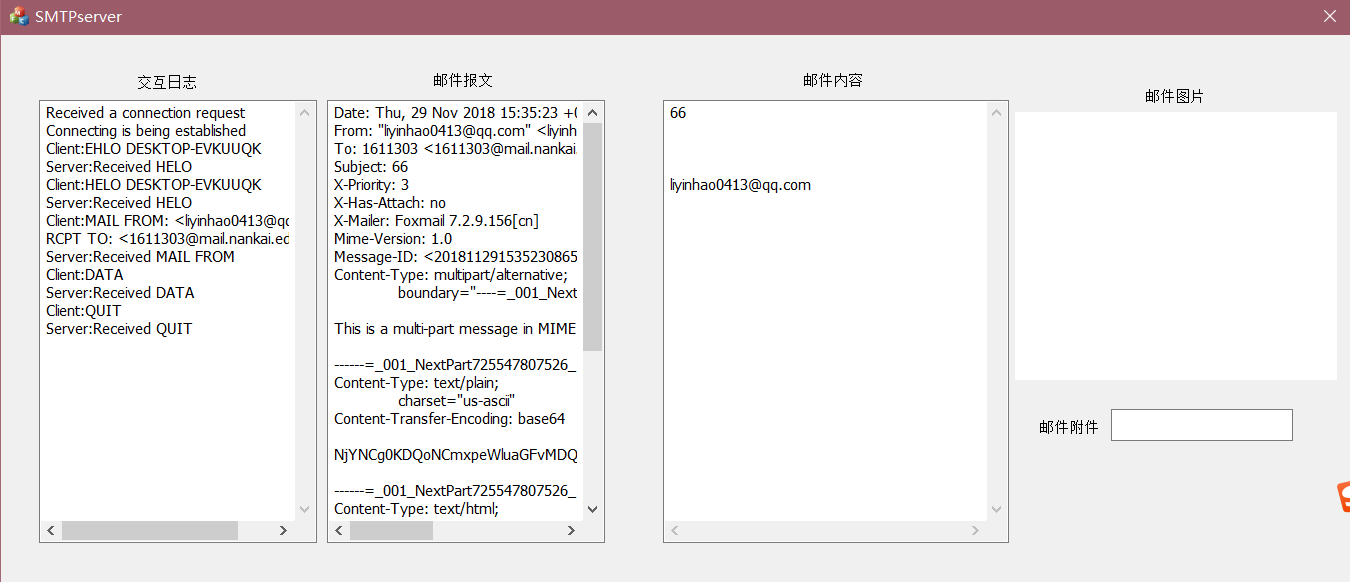 SMTPserver
交互日志
Received a connection request
Connecting is being established
Client:EHLO DESKTOP-EVKUUQK
Server:Received HELO
Client:HELO DESKTOP-EVKUUQK
Server:Received HELO
Client:MAIL FROM: <liyinhao0413@qq
RCPT TO: <1611303@mail.nankai.ed
Server:Received MAIL FROM
Client:DATA
Server:Received DATA
Client:QUIT
Server:Received QUIT
邮件报文
Date: Thu, 29 Nov 2018 15:35:23 +0
From: "liyinhao0413@qq.com" <liyinh
To: 1611303 <1611303@mail.nankai.
Subject: 66
X-Priority: 3
X-Has-Attach: no
X-Mailer: Foxmail 7.2.9.156[cn]
Mime-Version: 1.0
Message-ID: <201811291535230865
Content-Type: multipart/alternative;
boundary="----=_001_Next
This is a multi-part message in MIME
------=_001_NextPart725547807526_
Content-Type: text/plain;
charset="us-ascii"
Content-Transfer-Encoding: base64
NjYNCg0KDQoNCmxpeWluaGFvMDQ
------=_001_NextPart725547807526_
Content-Type: text/html;
邮件内容
66
liyinhao0413@qq.com
邮件图片
邮件附件